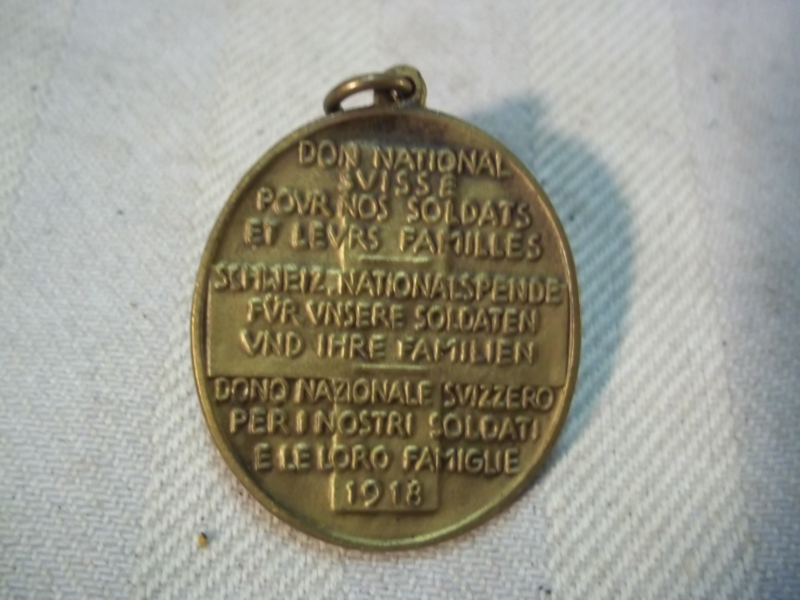 DON NATIONAL
SVISSE
POVR NOS SOLDATS
ET LEVRS FAMILLES
SCHWEIZ. NATIONALSPENDE
FÜR VNSERE SOLDATEN
VND IHRE FAMILIEN
DONO NAZIONALE SVIZZERO
PER I NOSTRI SOLDATI
E LE LORO FAMIGLIE
1918